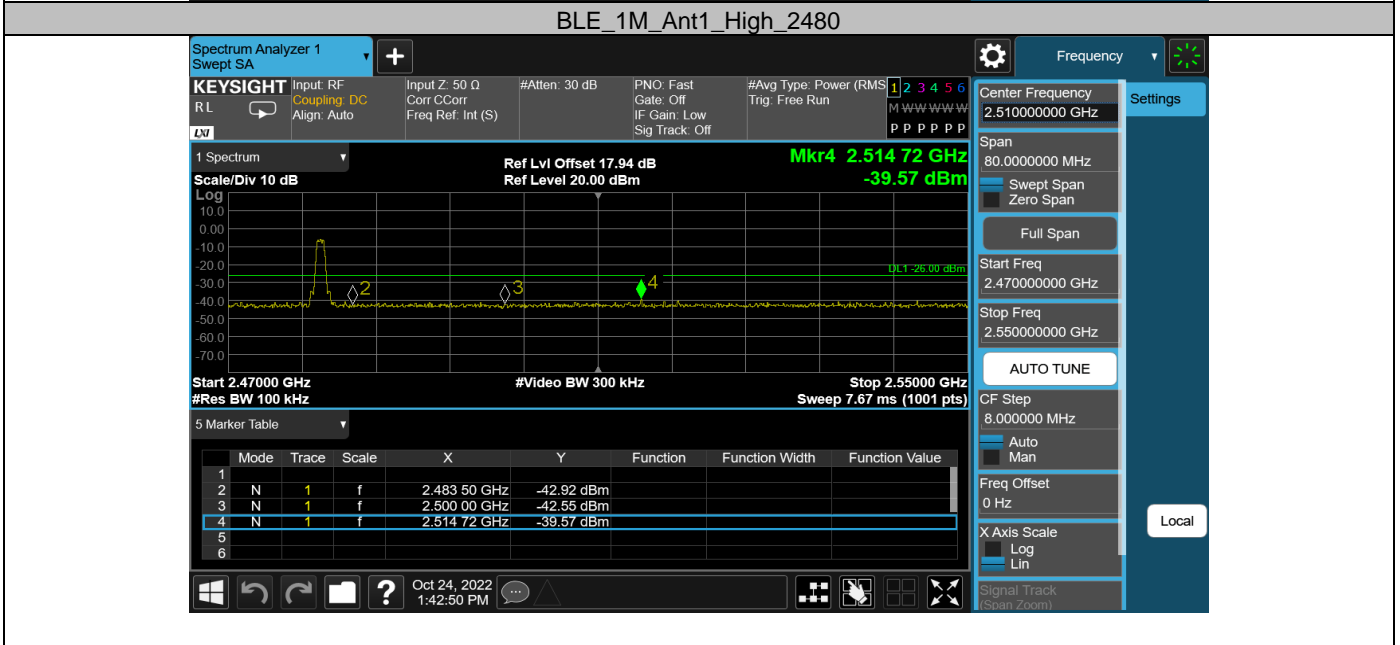 BLE_1M_Ant1_High_2480
Spectrum Analyzer 1
Swept SA
+
Frequency
KEYSIGHT
R L
LXI
Input: RF
Coupling: DC
Align: Auto
Input Z: 50 Ω
Corr CCorr
Freq Ref: Int (S)
#Atten: 30 dB
PNO: Fast
Gate: Off
IF Gain: Low
Sig Track: Off
#Avg Type: Power (RMS
Trig: Free Run
1 2 3 4 5 6
M W W W W W
P P P P P P
1 Spectrum
Scale/Div 10 dB
Ref Lvl Offset 17.94 dB
Ref Level 20.00 dBm
Mkr4 2.514 72 GHz
-39.57 dBm
Log
10.0
0.00
-10.0
-20.0
-30.0
-40.0
-50.0
-60.0
-70.0
DL1 -26.00 dBm
2
3
4
Start 2.47000 GHz
#Res BW 100 kHz
#Video BW 300 kHz
Stop 2.55000 GHz
Sweep 7.67 ms (1001 pts)
5 Marker Table
Mode Trace Scale X Y Function Function Width Function Value
1
2 N 1 f 2.483 50 GHz -42.92 dBm
3 N 1 f 2.500 00 GHz -42.55 dBm
4 N 1 f 2.514 72 GHz -39.57 dBm
5
6
?
Oct 24, 2022
1:42:50 PM
Center Frequency
2.510000000 GHz
Settings
Span
80.0000000 MHz
Swept Span
Zero Span
Full Span
Start Freq
2.470000000 GHz
Stop Freq
2.550000000 GHz
AUTO TUNE
CF Step
8.000000 MHz
Auto
Man
Freq Offset
0 Hz
Local
X Axis Scale
Log
Lin
Signal Track
(Span Zoom)